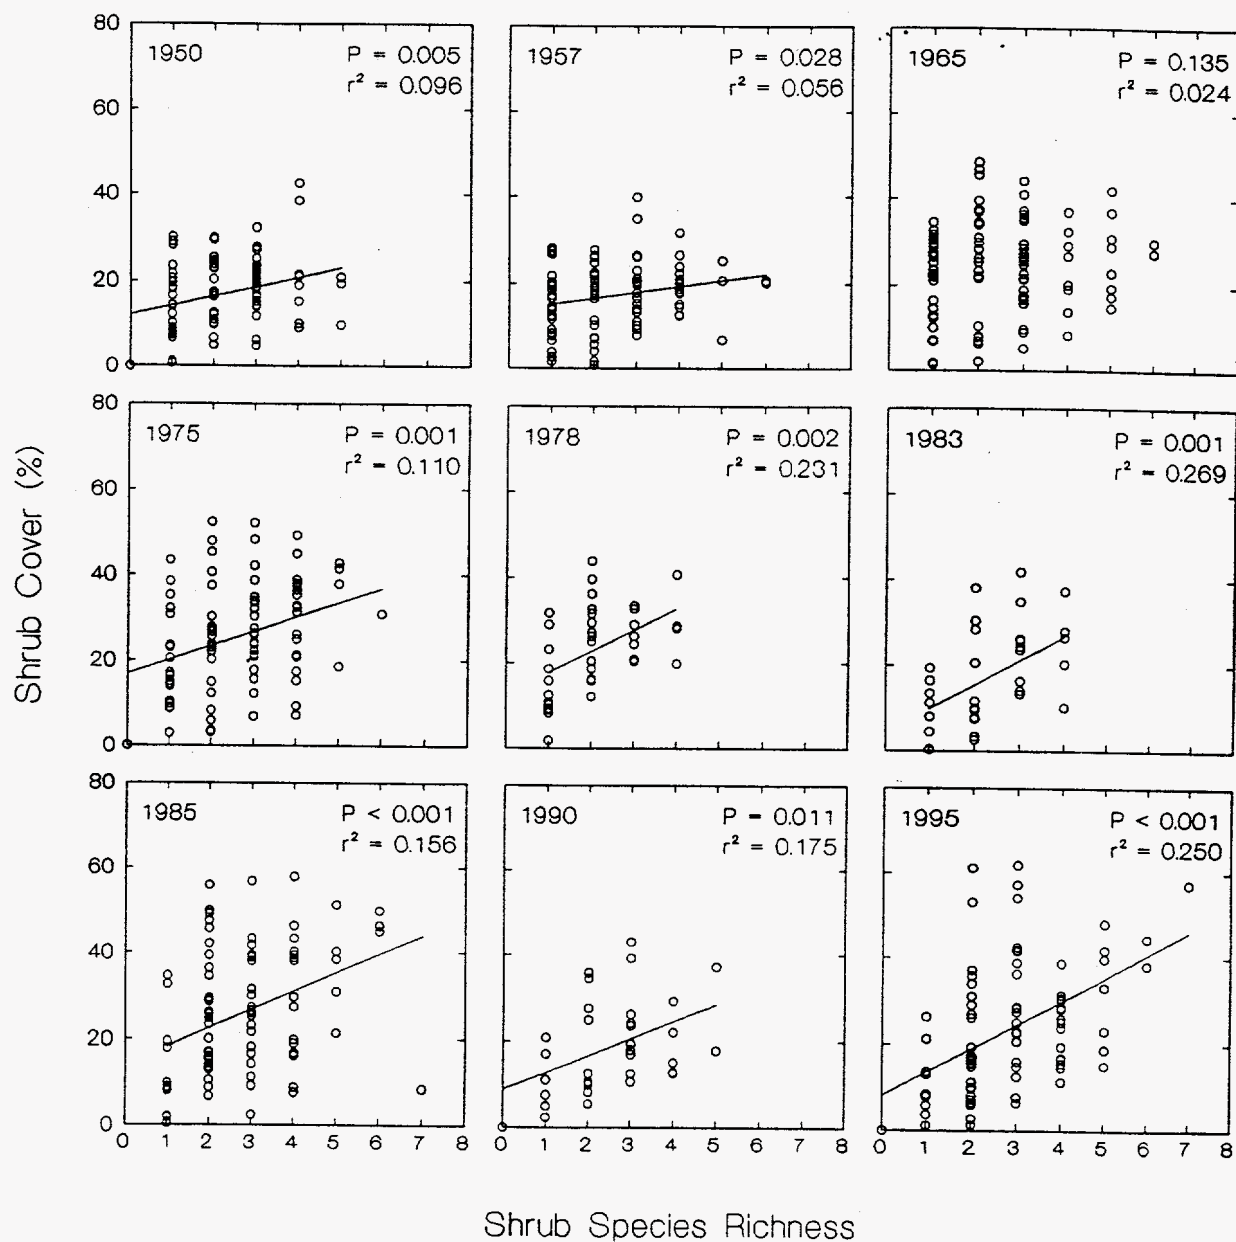 80
60
40
20
0
1950
P = 0.005
r² = 0.096
1957
P = 0.028
r² = 0.056
1965
P = 0.135
r² = 0.024
80
60
40
20
0
1975
P = 0.001
r² = 0.110
1978
P = 0.002
r² = 0.231
1983
P = 0.001
r² = 0.269
Shrub Cover (%)
80
60
40
20
0
1985
P < 0.001
r² = 0.156
1990
P = 0.011
r² = 0.175
1995
P < 0.001
r² = 0.250
0 1 2 3 4 5 6 7 8
0 1 2 3 4 5 6 7 8
0 1 2 3 4 5 6 7 8
Shrub Species Richness